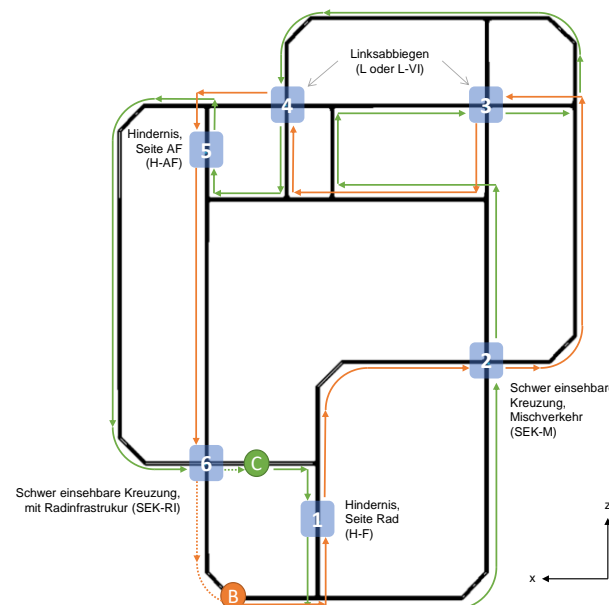 Linksabbiegen
(L oder L-VI)
4
3
Hindernis,
Seite AF
(H-AF)
5
2
Schwer einsehbare
Kreuzung,
Mischverkehr
(SEK-M)
6
C
Schwer einsehbare Kreuzung,
mit Radinfrastrukur (SEK-RI)
1
Hindernis,
Seite Rad
(H-F)
z
x
B